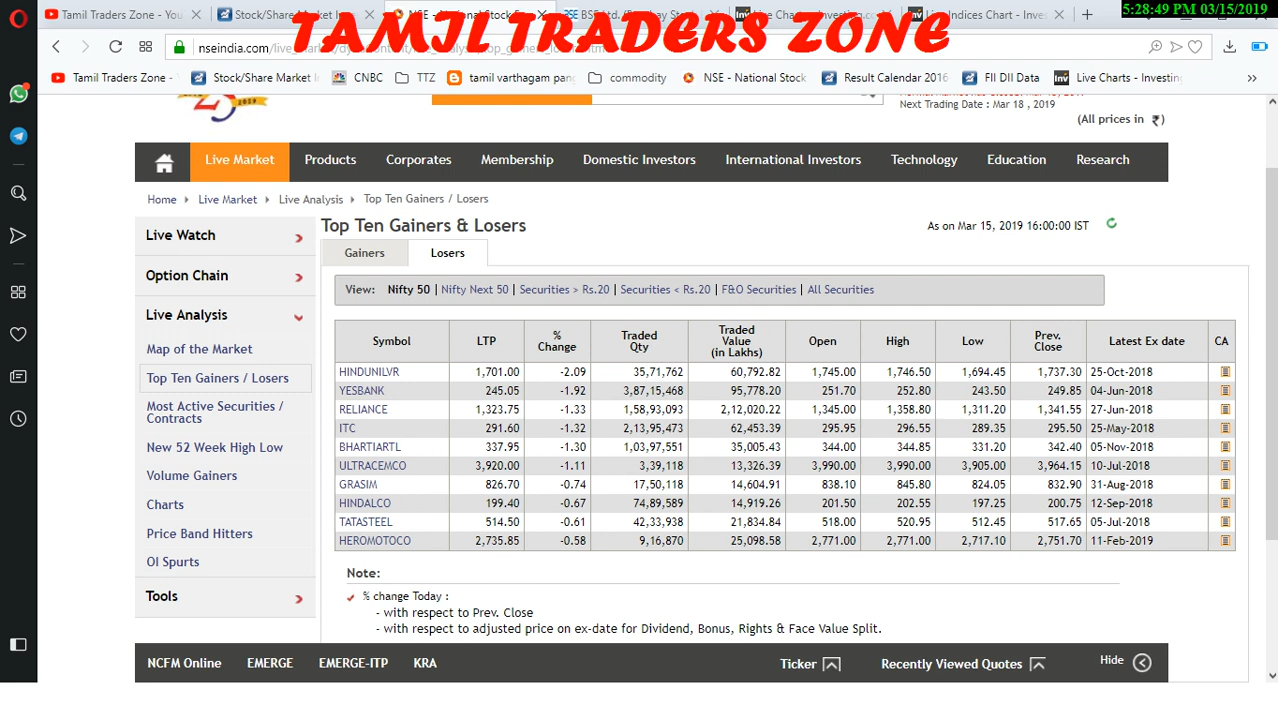 5:28:49 PM 03/15/2019
TAMIL TRADERS ZONE
Tamil Traders Zone - You
Stock/Share Market In
NSE - National Stock Ex
BSE Ltd. (Bombay Stock
Live Charts - Investing.co
Live Indices Chart - Inves
nseindia.com/live_market/
Tamil Traders Zone -
Stock/Share Market I
CNBC
TTZ
tamil varthagam pang
commodity
NSE - National Stock
Result Calendar 2016
FII DII Data
Live Charts - Investin
2019
Next Trading Date : Mar 18 , 2019
(All prices in ₹)
Live Market Products Corporates Membership Domestic Investors International Investors Technology Education Research
Home Live Market Live Analysis Top Ten Gainers / Losers
Live Watch
Option Chain
Live Analysis
Map of the Market
Top Ten Gainers / Losers
Most Active Securities /
Contracts
New 52 Week High Low
Volume Gainers
Charts
Price Band Hitters
OI Spurts
Tools
Top Ten Gainers & Losers
As on Mar 15, 2019 16:00:00 IST
Gainers Losers
View: Nifty 50 | Nifty Next 50 | Securities > Rs.20 | Securities < Rs.20 | F&O Securities | All Securities
Symbol LTP % Change Traded Qty Traded Value (in Lakhs) Open High Low Prev. Close Latest Ex date CA
HINDUNILVR 1,701.00 -2.09 35,71,762 60,792.82 1,745.00 1,746.50 1,694.45 1,737.30 25-Oct-2018
YESBANK 245.05 -1.92 3,87,15,468 95,778.20 251.70 252.80 243.50 249.85 04-Jun-2018
RELIANCE 1,323.75 -1.33 1,58,93,093 2,12,020.22 1,345.00 1,358.80 1,311.20 1,341.55 27-Jun-2018
ITC 291.60 -1.32 2,13,95,473 62,453.39 295.95 296.55 289.35 295.50 25-May-2018
BHARTIARTL 337.95 -1.30 1,03,97,551 35,005.43 344.00 344.85 331.20 342.40 05-Nov-2018
ULTRACEMCO 3,920.00 -1.11 3,39,118 13,326.39 3,990.00 3,990.00 3,905.00 3,964.15 10-Jul-2018
GRASIM 826.70 -0.74 17,50,118 14,604.91 838.10 845.80 824.05 832.90 31-Aug-2018
HINDALCO 199.40 -0.67 74,89,589 14,919.26 201.50 202.55 197.25 200.75 12-Sep-2018
TATASTEEL 514.50 -0.61 42,33,938 21,834.84 518.00 520.95 512.45 517.65 05-Jul-2018
HEROMOTOCO 2,735.85 -0.58 9,16,870 25,098.58 2,771.00 2,771.00 2,717.10 2,751.70 11-Feb-2019
Note:
% change Today :
- with respect to Prev. Close
- with respect to adjusted price on ex-date for Dividend, Bonus, Rights & Face Value Split.
NCFM Online EMERGE EMERGE-ITP KRA Ticker Recently Viewed Quotes Hide